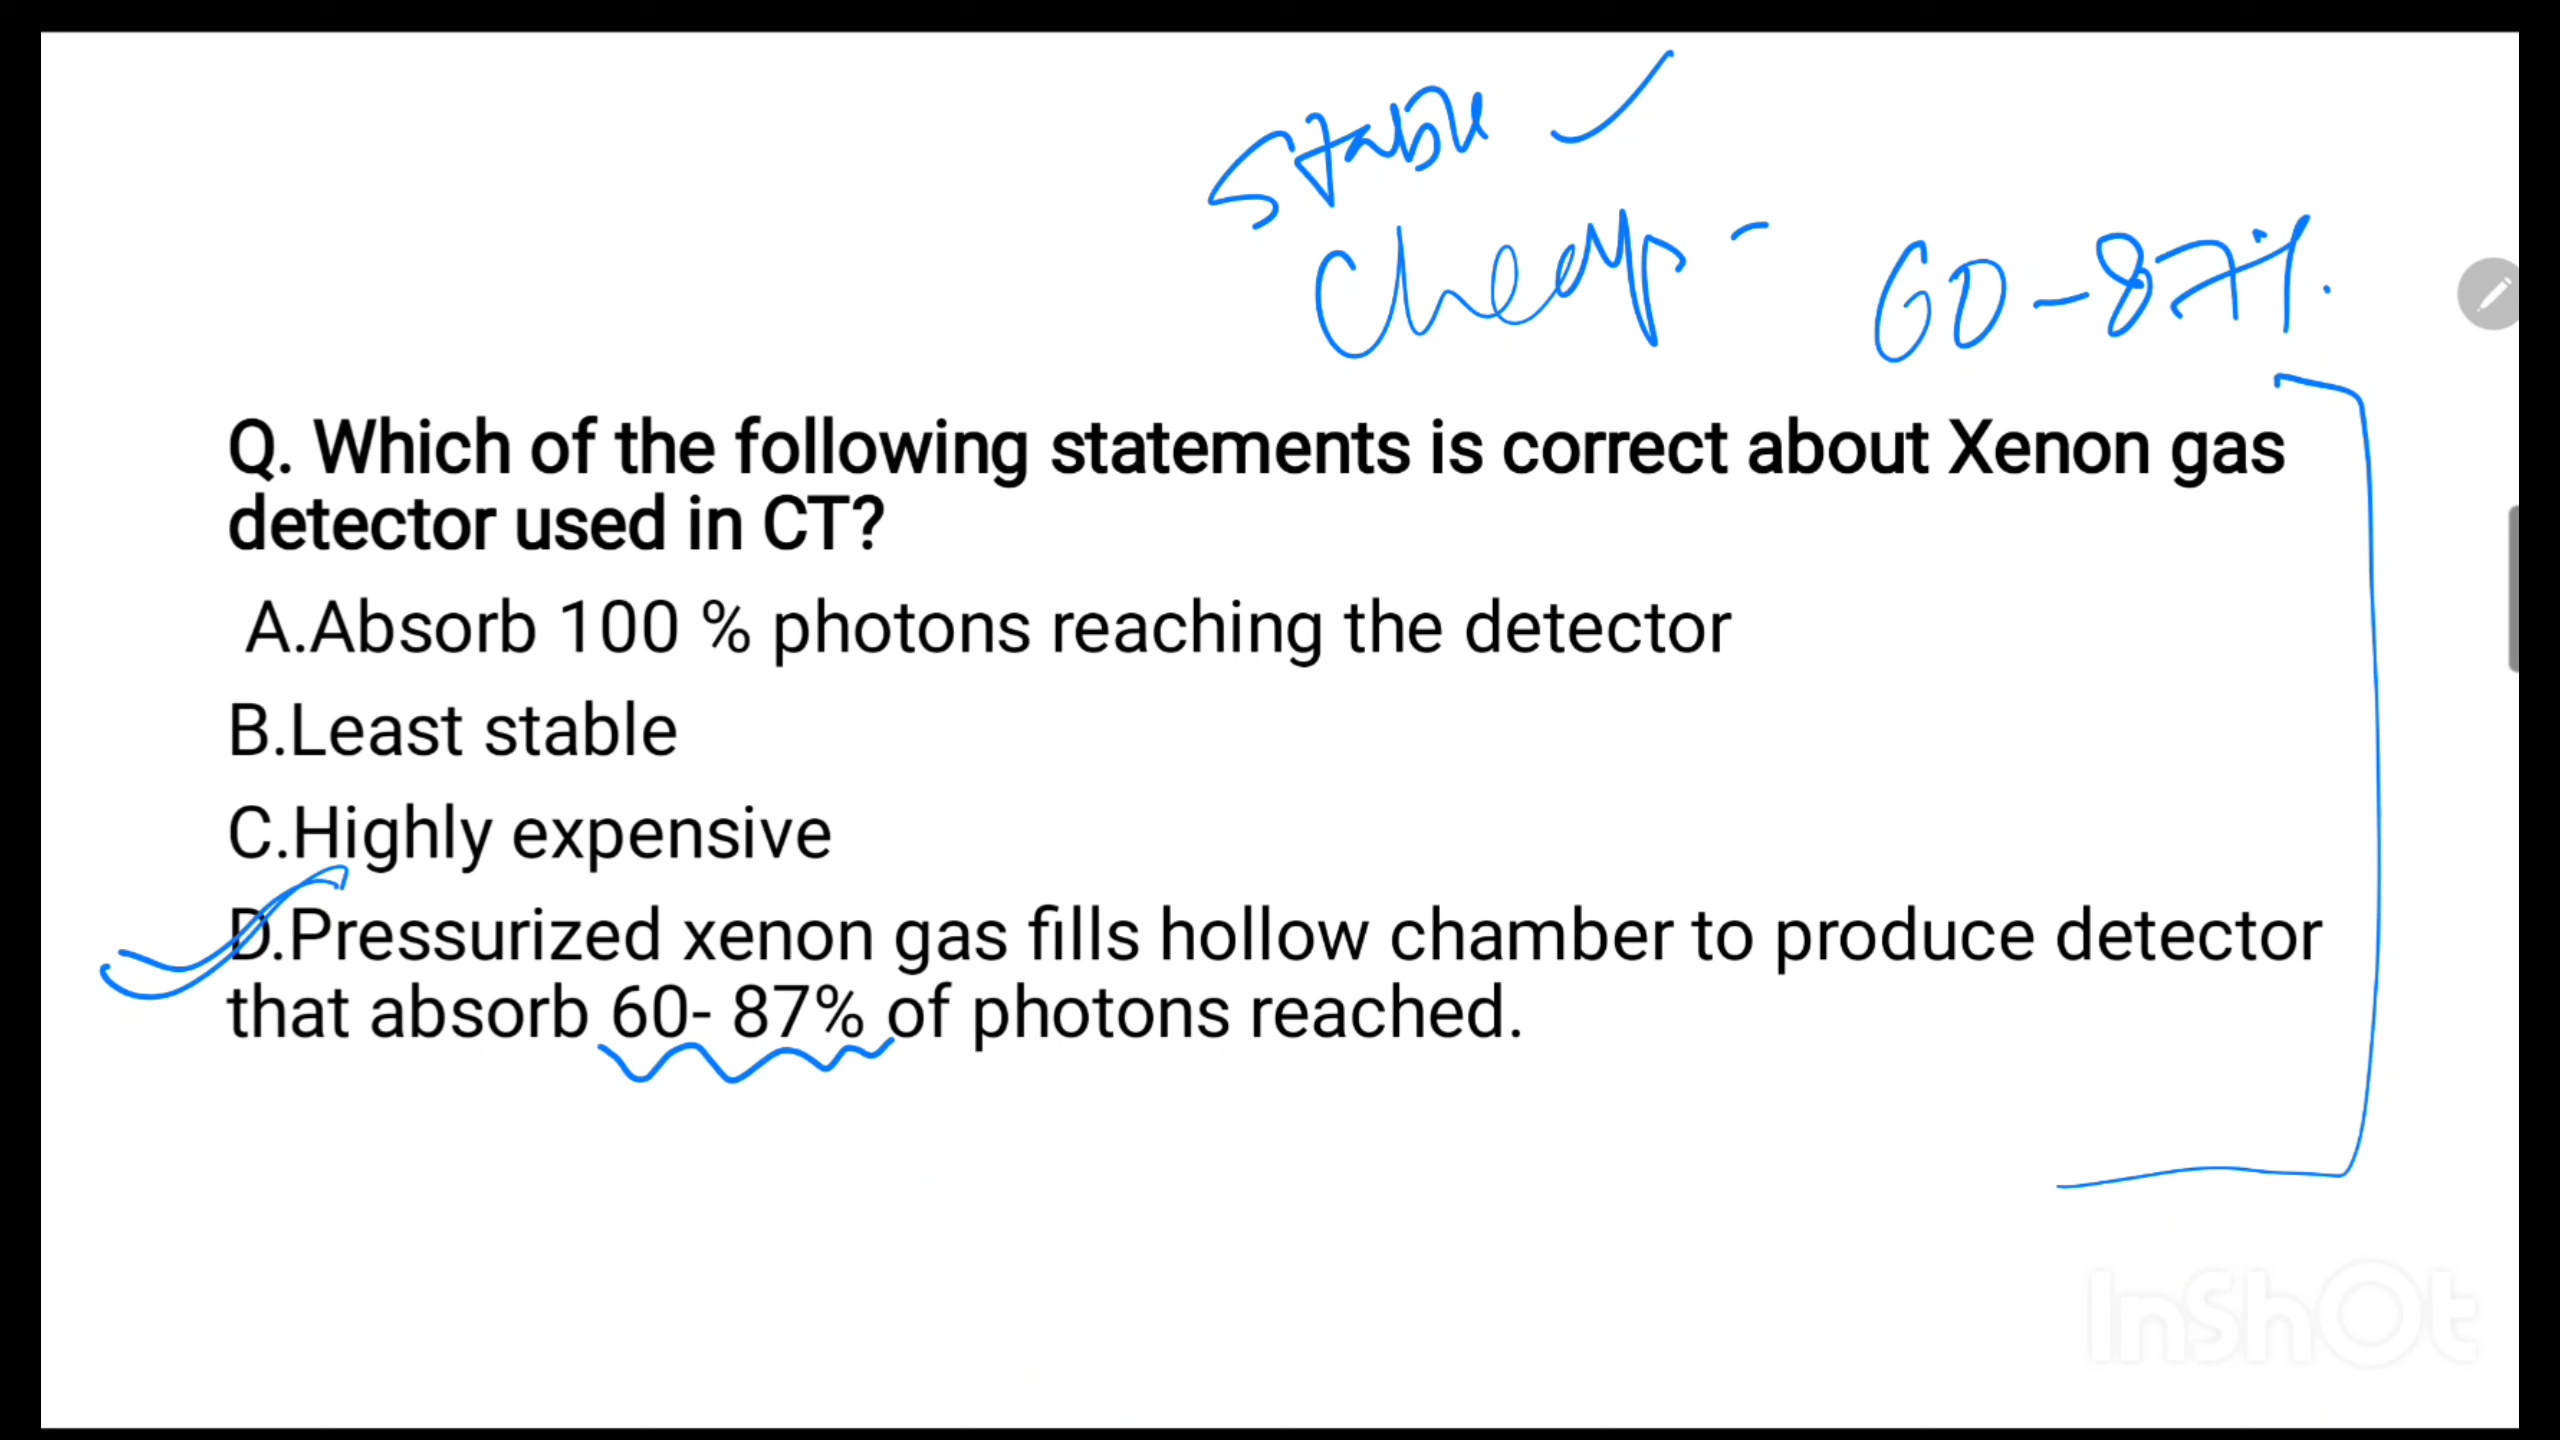 Stable
Cheap -
60-87%.
Q. Which of the following statements is correct about Xenon gas
detector used in CT?
A.Absorb 100 % photons reaching the detector
B.Least stable
C.Highly expensive
D.Pressurized xenon gas fills hollow chamber to produce detector
that absorb 60- 87% of photons reached.
InShOt